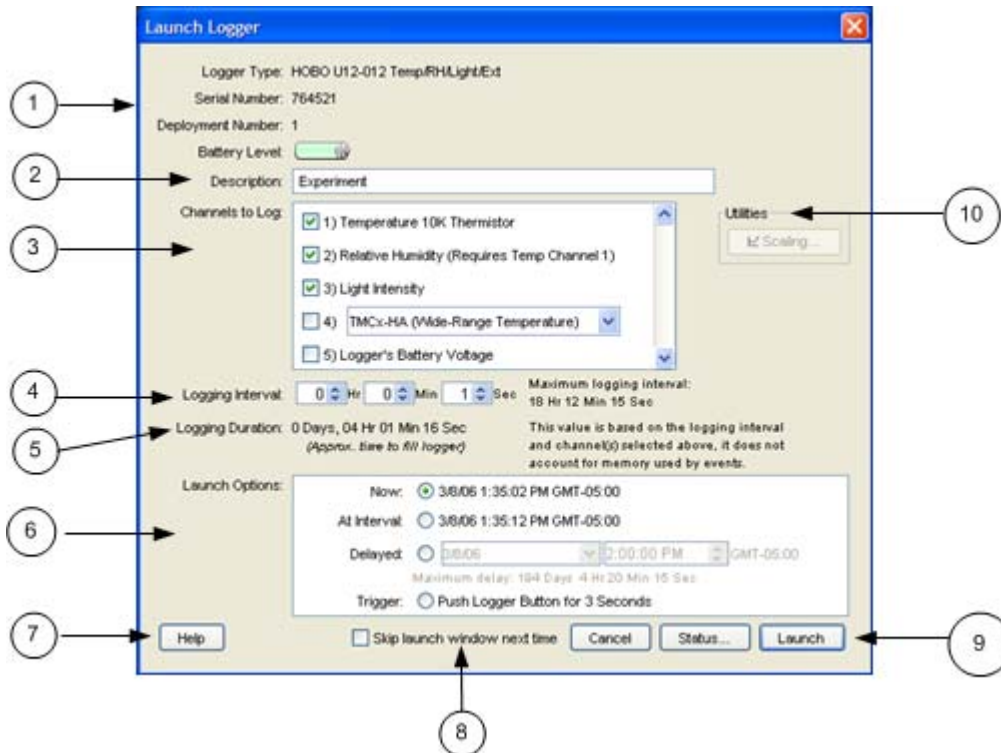 Launch Logger
Logger Type: HOBO U12-012 Temp/RH/Light/Ext
1
Serial Number: 764521
Deployment Number: 1
Battery Level:
2
Description: Experiment
Channels to Log:
3
1) Temperature 10K Thermistor
2) Relative Humidity (Requires Temp Channel 1)
3) Light Intensity
4) TMCx-HA (Wide-Range Temperature)
5) Logger's Battery Voltage
Utilities
10
Scaling...
4
Logging Interval: 0 Hr 0 Min 1 Sec
Maximum logging interval:
18 Hr 12 Min 15 Sec
5
Logging Duration: 0 Days, 04 Hr 01 Min 16 Sec
(Approx. time to fill logger)
This value is based on the logging interval
and channel(s) selected above, it does not
account for memory used by events.
6
Launch Options:
Now: 3/8/06 1:35:02 PM GMT-05:00
At Interval: 3/8/06 1:35:12 PM GMT-05:00
Delayed: 3/8/06 2:00:00 PM GMT-05:00
Maximum delay: 194 Days 4 Hr 20 Min 15 Sec
Trigger: Push Logger Button for 3 Seconds
7
Help
Skip launch window next time
Cancel
Status...
Launch
9
8